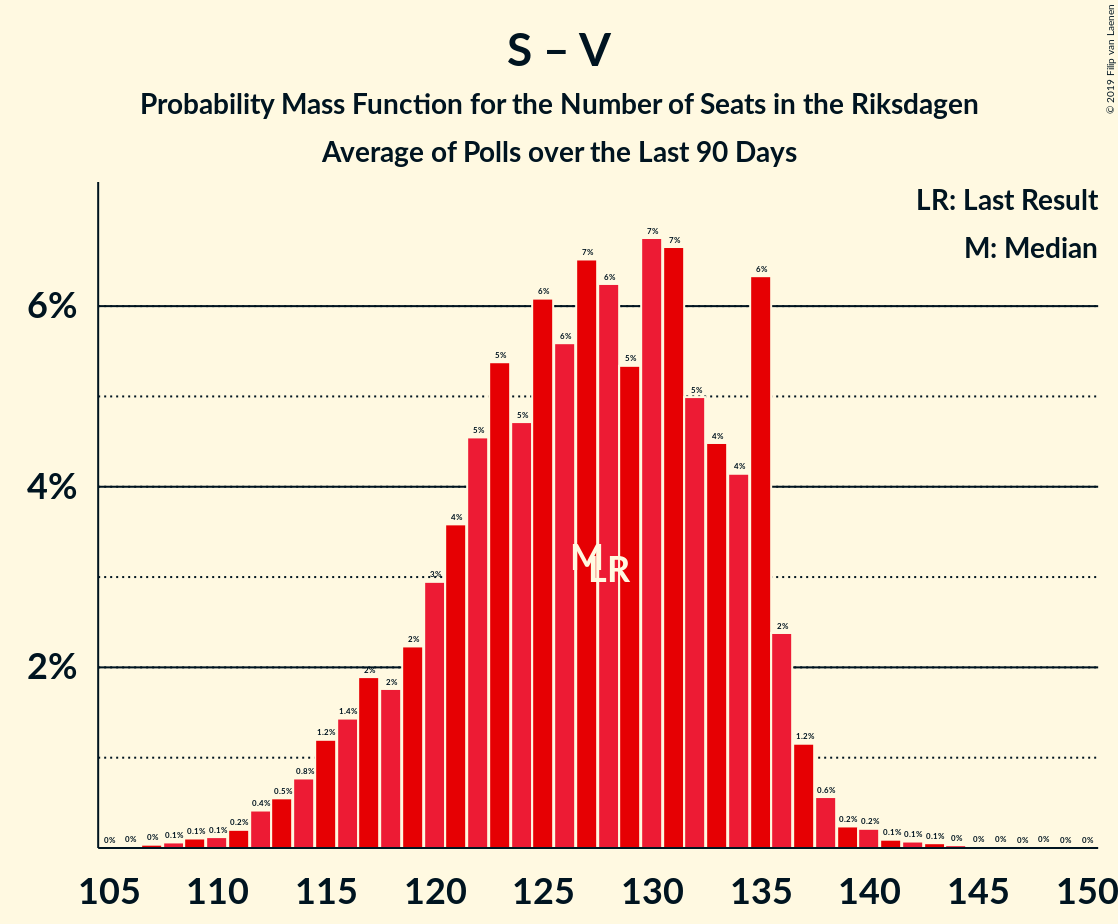 S – V
Probability Mass Function for the Number of Seats in the Riksdagen
Average of Polls over the Last 90 Days
© 2019 Filip van Laenen
LR: Last Result
M: Median
6%
4%
2%
0% 0% 0% 0.1% 0.1% 0.1% 0.2% 0.4% 0.5% 0.8% 1.2% 1.4% 2% 2% 2% 3% 4% 5% 5% 5% 6% 6% 7% 6% 5% 7% 7% 5% 4% 4% 6% 2% 1.2% 0.6% 0.2% 0.2% 0.1% 0.1% 0.1% 0% 0% 0% 0% 0% 0% 0%
M LR
105 110 115 120 125 130 135 140 145 150